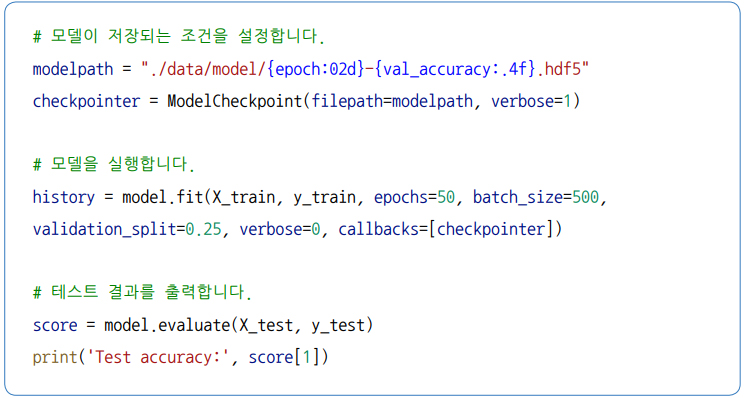 # 모델이 저장되는 조건을 설정합니다.
modelpath = "./data/model/{epoch:02d}-{val_accuracy:.4f}.hdf5"
checkpointer = ModelCheckpoint(filepath=modelpath, verbose=1)
# 모델을 실행합니다.
history = model.fit(X_train, y_train, epochs=50, batch_size=500,
validation_split=0.25, verbose=0, callbacks=[checkpointer])
# 테스트 결과를 출력합니다.
score = model.evaluate(X_test, y_test)
print('Test accuracy:', score[1])